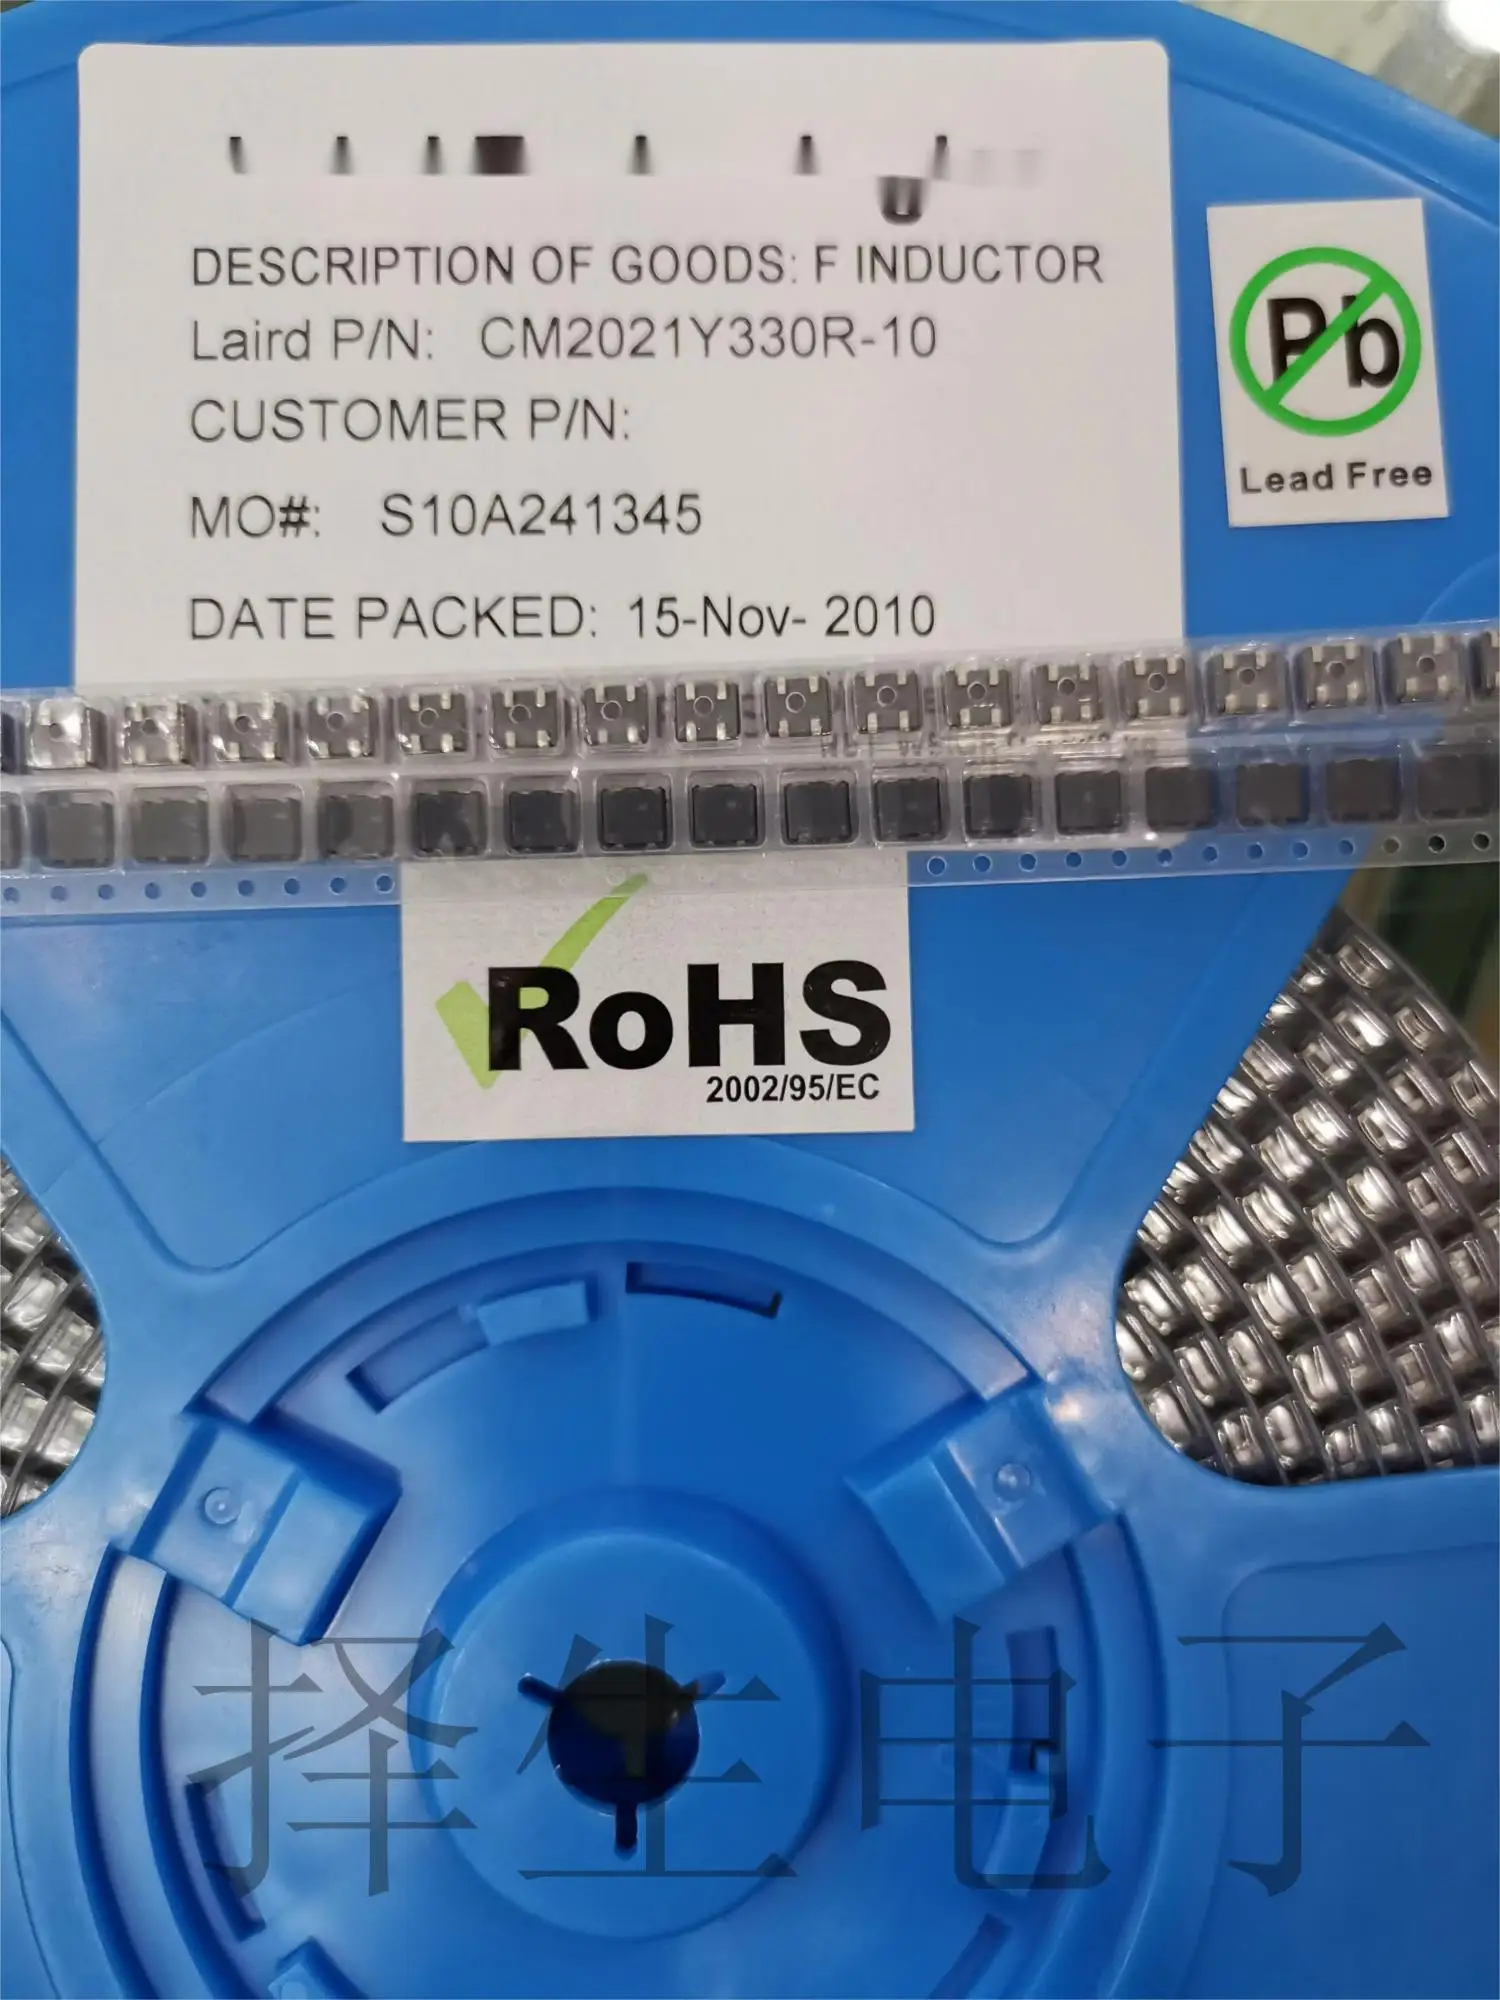 DESCRIPTION OF GOODS: F INDUCTOR
Laird P/N: CM2021Y330R-10
CUSTOMER P/N:
MO#: S10A241345
DATE PACKED: 15-Nov- 2010
Pb
Lead Free
RoHS
2002/95/EC
择生电子